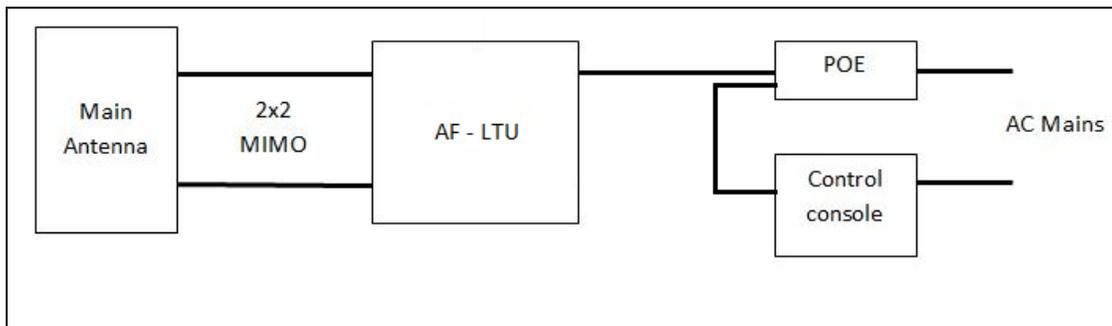 Main
Antenna
2x2
MIMO
AF - LTU
POE
AC Mains
Control
console